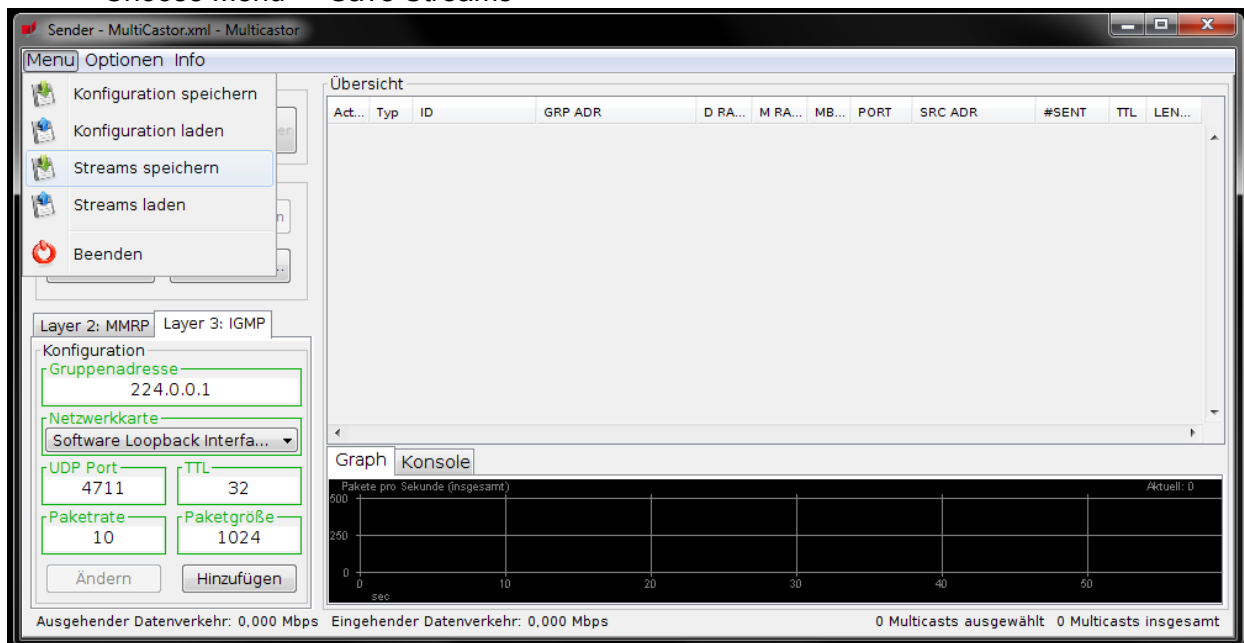 Sender - MultiCastor.xml - Multicastor
Menu Optionen Info
Konfiguration speichern
Konfiguration laden
Streams speichern
Streams laden
Beenden
Übersicht
Act... Typ ID GRP ADR D RA... M RA... MB... PORT SRC ADR #SENT TTL LEN...
Layer 2: MMRP Layer 3: IGMP
Konfiguration
Gruppenadresse
224.0.0.1
Netzwerkkarte
Software Loopback Interfa...
UDP Port TTL
4711 32
Paketrate Paketgröße
10 1024
Ändern Hinzufügen
Graph Konsole
Pakete pro Sekunde (insgesamt) Aktuell: 0
500
250
0
0 10 20 30 40 50
sec
Ausgehender Datenverkehr: 0,000 Mbps Eingehender Datenverkehr: 0,000 Mbps 0 Multicasts ausgewählt 0 Multicasts insgesamt